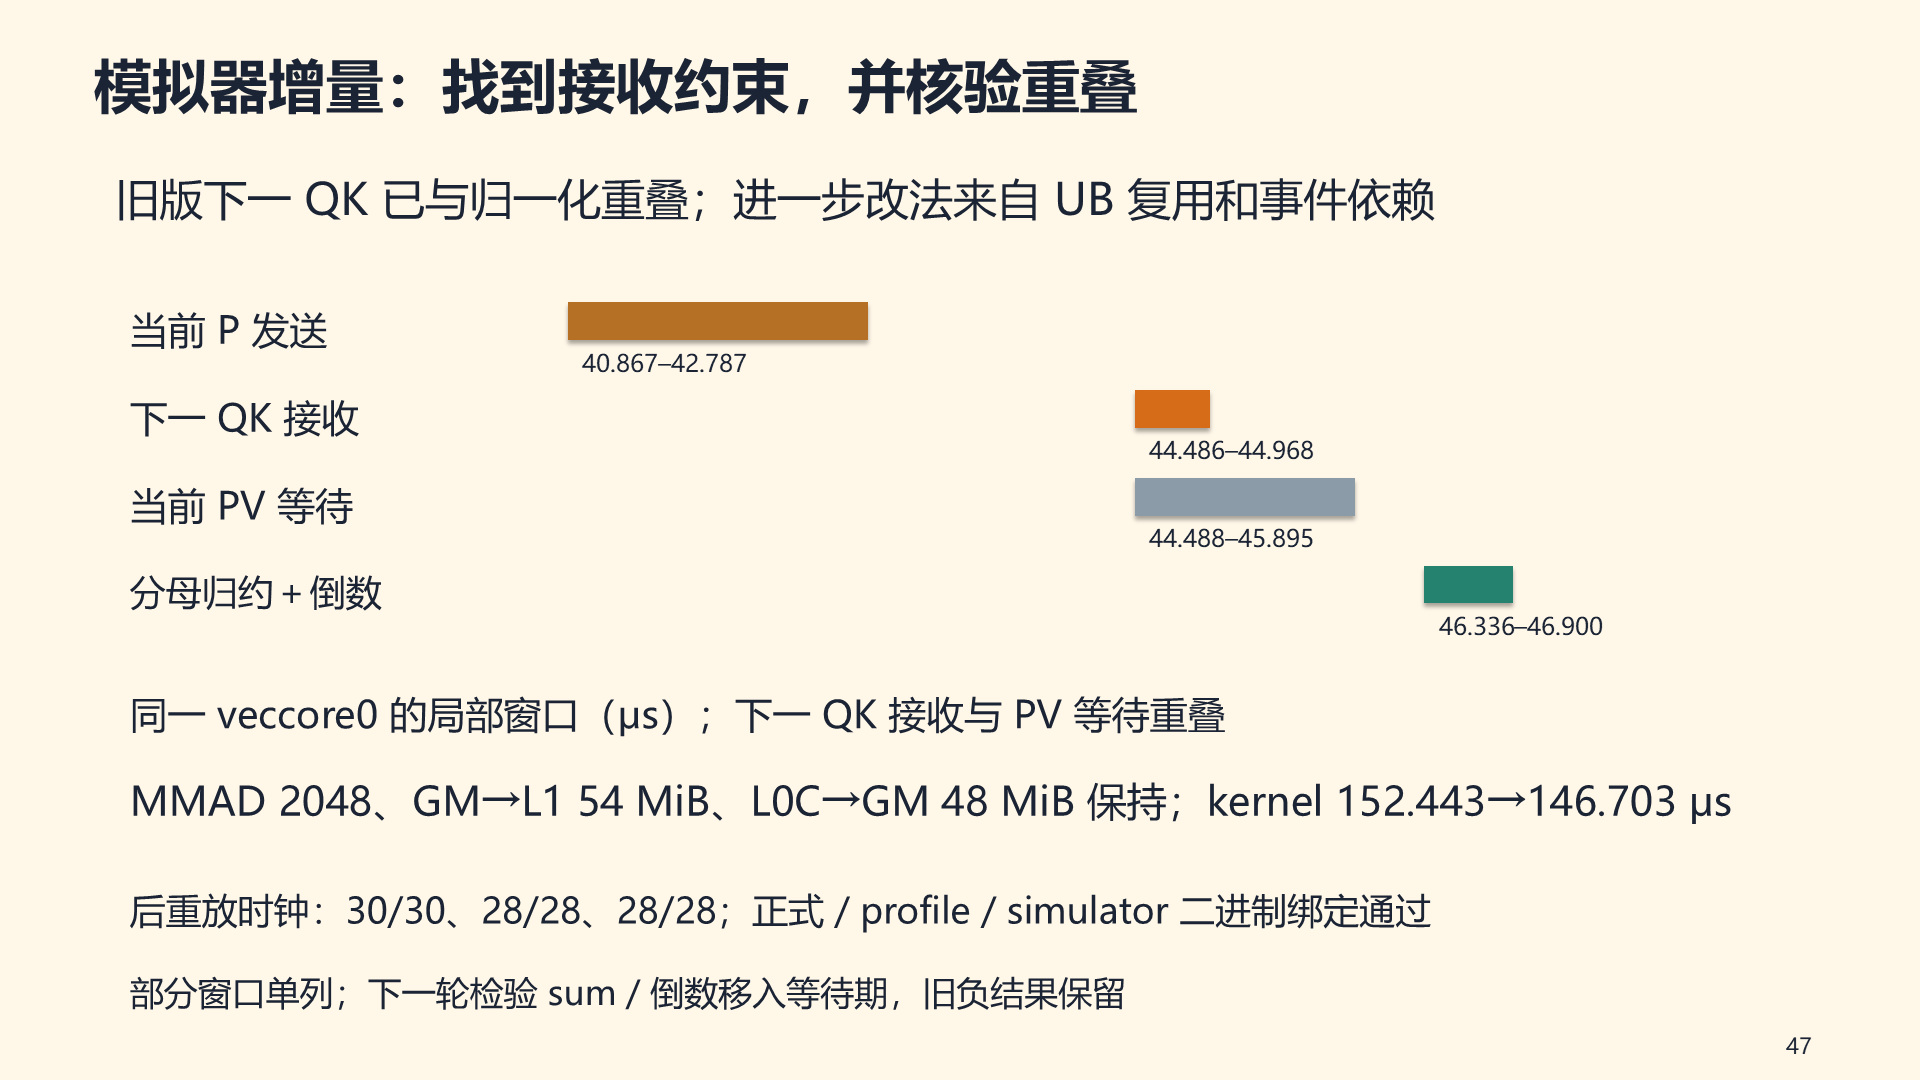 模拟器增量：找到接收约束，并核验重叠
旧版下一 QK 已与归一化重叠；进一步改法来自 UB 复用和事件依赖
当前 P 发送
40.867–42.787
下一 QK 接收
44.486–44.968
当前 PV 等待
44.488–45.895
分母归约 + 倒数
46.336–46.900
同一 veccore0 的局部窗口（μs）；下一 QK 接收与 PV 等待重叠
MMAD 2048、GM→L1 54 MiB、L0C→GM 48 MiB 保持；kernel 152.443→146.703 μs
后重放时钟：30/30、28/28、28/28；正式 / profile / simulator 二进制绑定通过
部分窗口单列；下一轮检验 sum / 倒数移入等待期，旧负结果保留
47